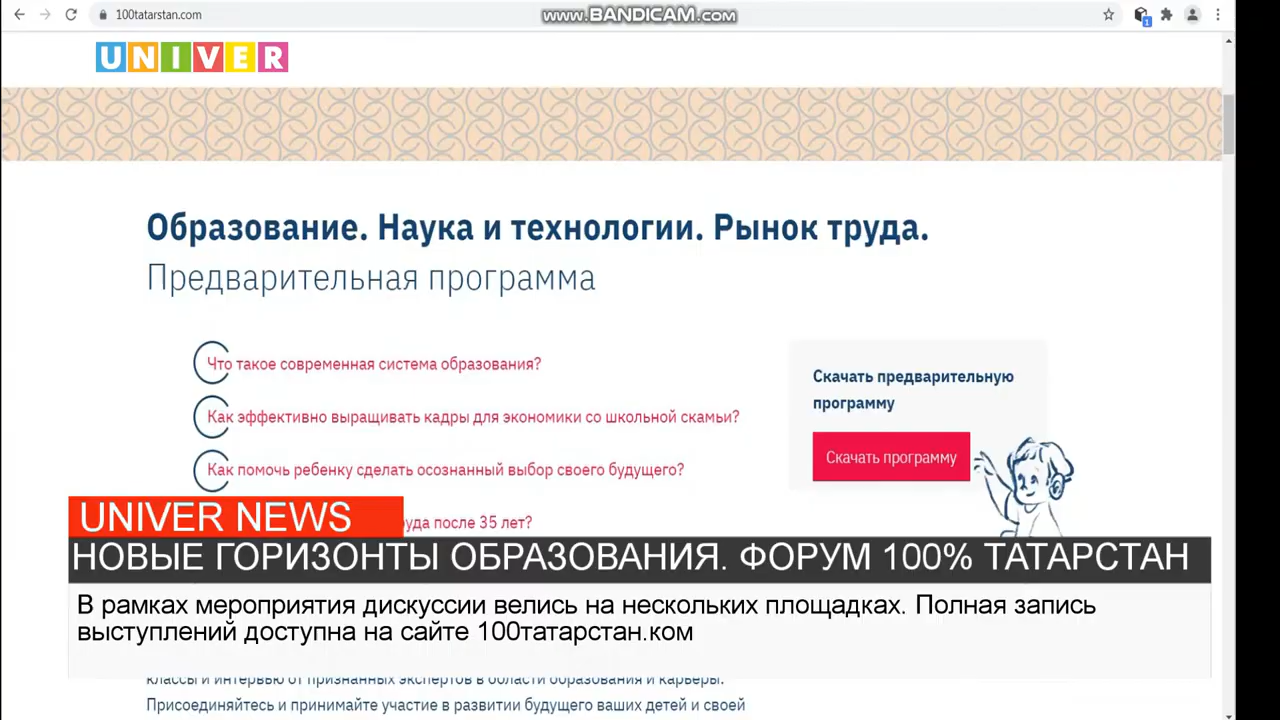 100tatarstan.com
www.BANDICAM.com
1
UNIVER
Образование. Наука и технологии. Рынок труда.
Предварительная программа
Что такое современная система образования?
Как эффективно выращивать кадры для экономики со школьной скамьи?
Как помочь ребенку сделать осознанный выбор своего будущего?
после 35 лет?
Скачать предварительную
программу
Скачать программу
UNIVER NEWS
НОВЫЕ ГОРИЗОНТЫ ОБРАЗОВАНИЯ. ФОРУМ 100% ТАТАРСТАН
В рамках мероприятия дискуссии велись на нескольких площадках. Полная запись
выступлений доступна на сайте 100татарстан.ком
классы и интервью от признанных экспертов в области образования и карьеры.
Присоединяйтесь и принимайте участие в развитии будущего ваших детей и своей